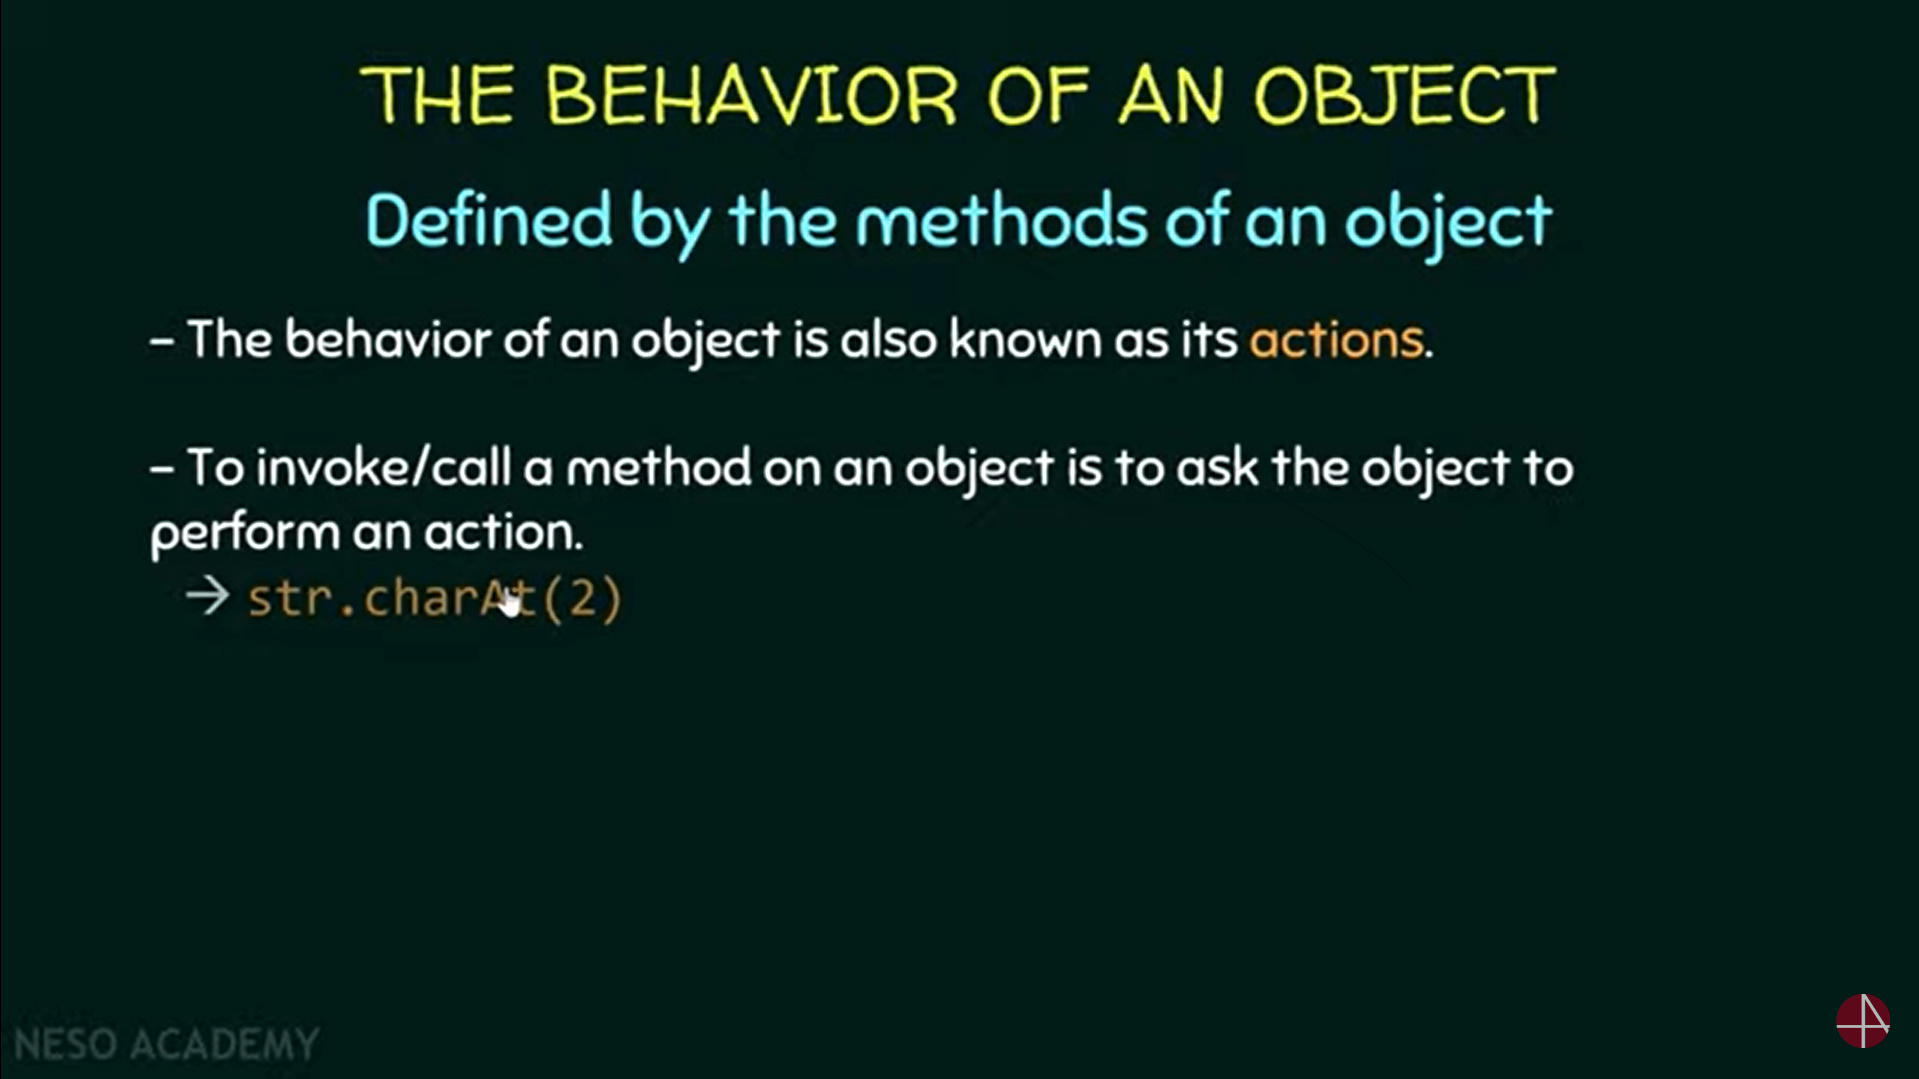 THE BEHAVIOR OF AN OBJECT
Defined by the methods of an object
– The behavior of an object is also known as its actions.
– To invoke/call a method on an object is to ask the object to
perform an action.
→ str.charAt(2)
NESO ACADEMY